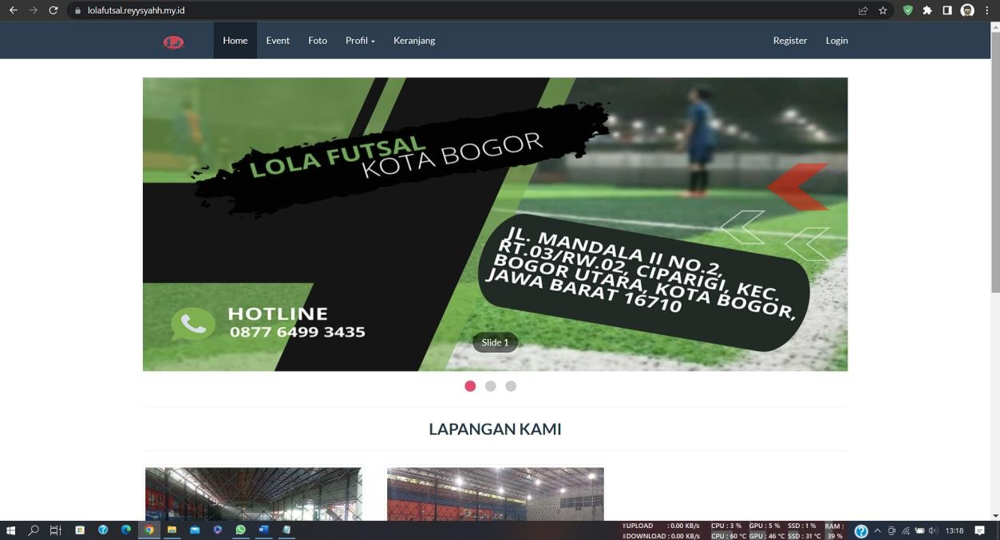 lolafutsal.reyysyahh.my.id
Home Event Foto Profil Keranjang Register Login
LOLA FUTSAL
KOTA BOGOR
JL. MANDALA II NO.2,
RT.03/RW.02, CIPARIGI, KEC.
BOGOR UTARA, KOTA BOGOR,
JAWA BARAT 16710
HOTLINE
0877 6499 3435
Slide 1
LAPANGAN KAMI
UPLOAD : 0.00 KB/s CPU : 3 % GPU : 5 % SSD : 1 % RAM :
DOWNLOAD : 0.00 KB/s CPU : 60 °C GPU : 46 °C SSD : 31 °C 39 %
13:18